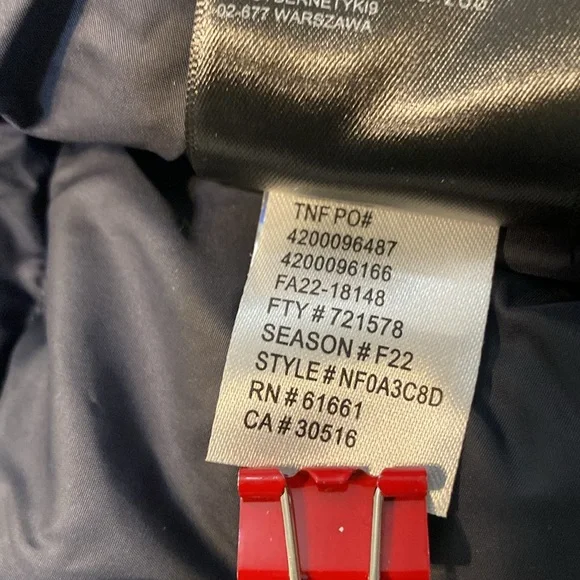 02-677 WARSZAWA
TNF PO#
4200096487
4200096166
FA22-18148
FTY # 721578
SEASON # F22
STYLE # NF0A3C8D
RN # 61661
CA # 30516